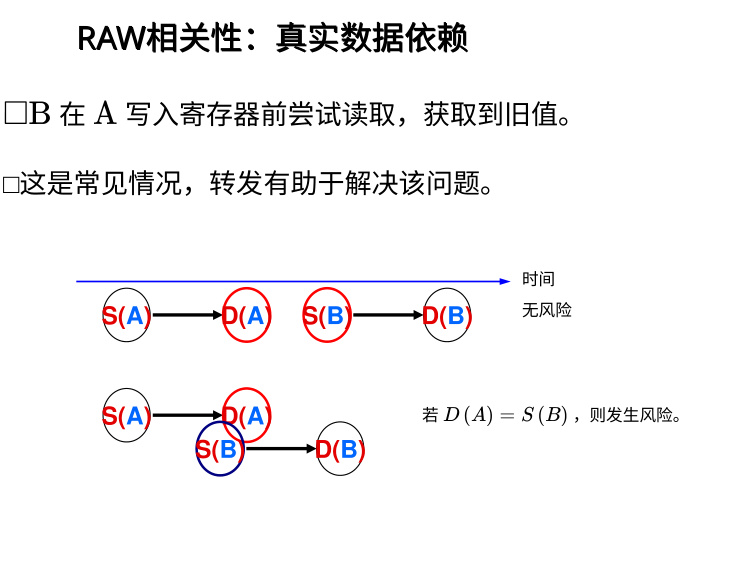 RAW相关性：真实数据依赖
□B 在 A 写入寄存器前尝试读取，获取到旧值。
□这是常见情况，转发有助于解决该问题。
时间
S(A) D(A) S(B) D(B) 无风险
S(A) D(A) 若 D (A) = S (B) ，则发生风险。
S(B) D(B)